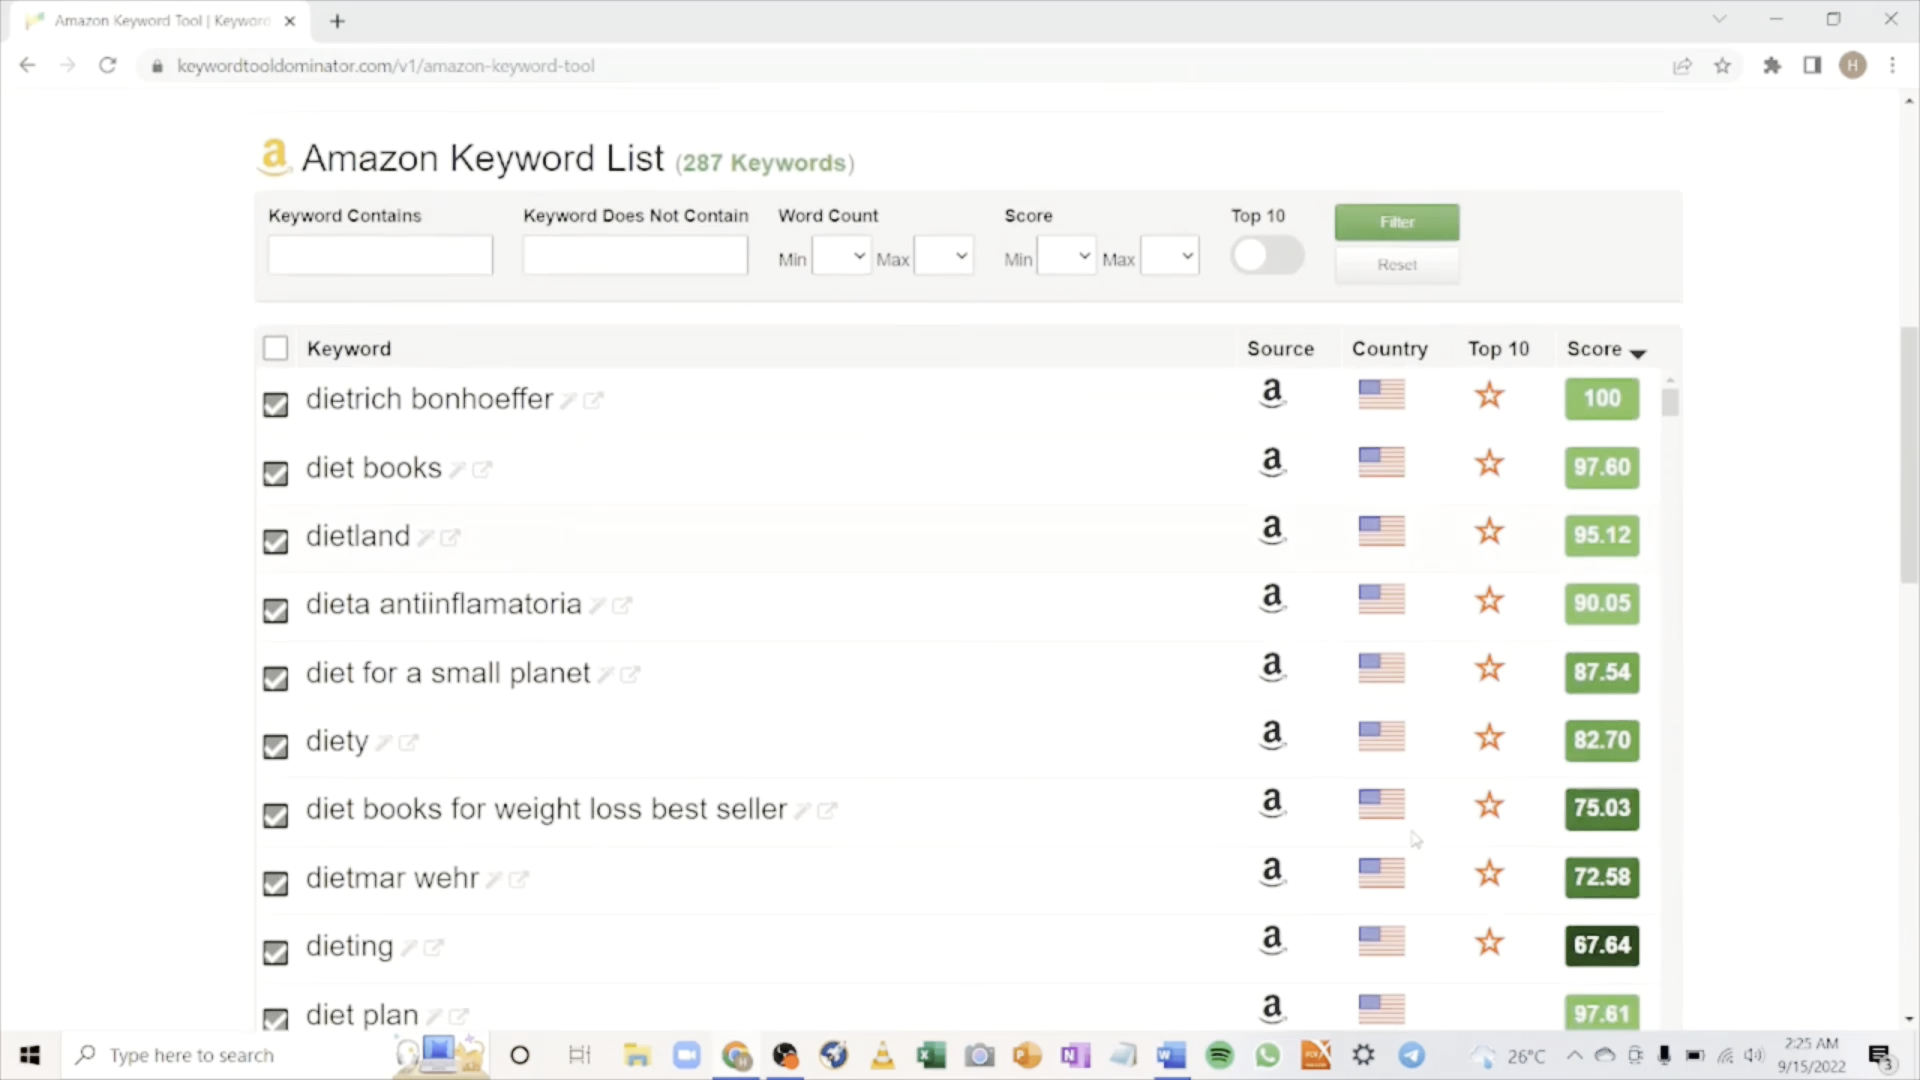 Amazon Keyword Tool | Keyword
keywordtooldominator.com/v1/amazon-keyword-tool
H
Amazon Keyword List (287 Keywords)
Keyword Contains
Keyword Does Not Contain
Word Count
Score
Top 10
Filter
Min
Max
Min
Max
Reset
Keyword
Source
Country
Top 10
Score
dietrich bonhoeffer
100
diet books
97.60
dietland
95.12
dieta antiinflamatoria
90.05
diet for a small planet
87.54
diety
82.70
diet books for weight loss best seller
75.03
dietmar wehr
72.58
dieting
67.64
diet plan
97.61
Type here to search
26°C
2:25 AM
9/15/2022
3